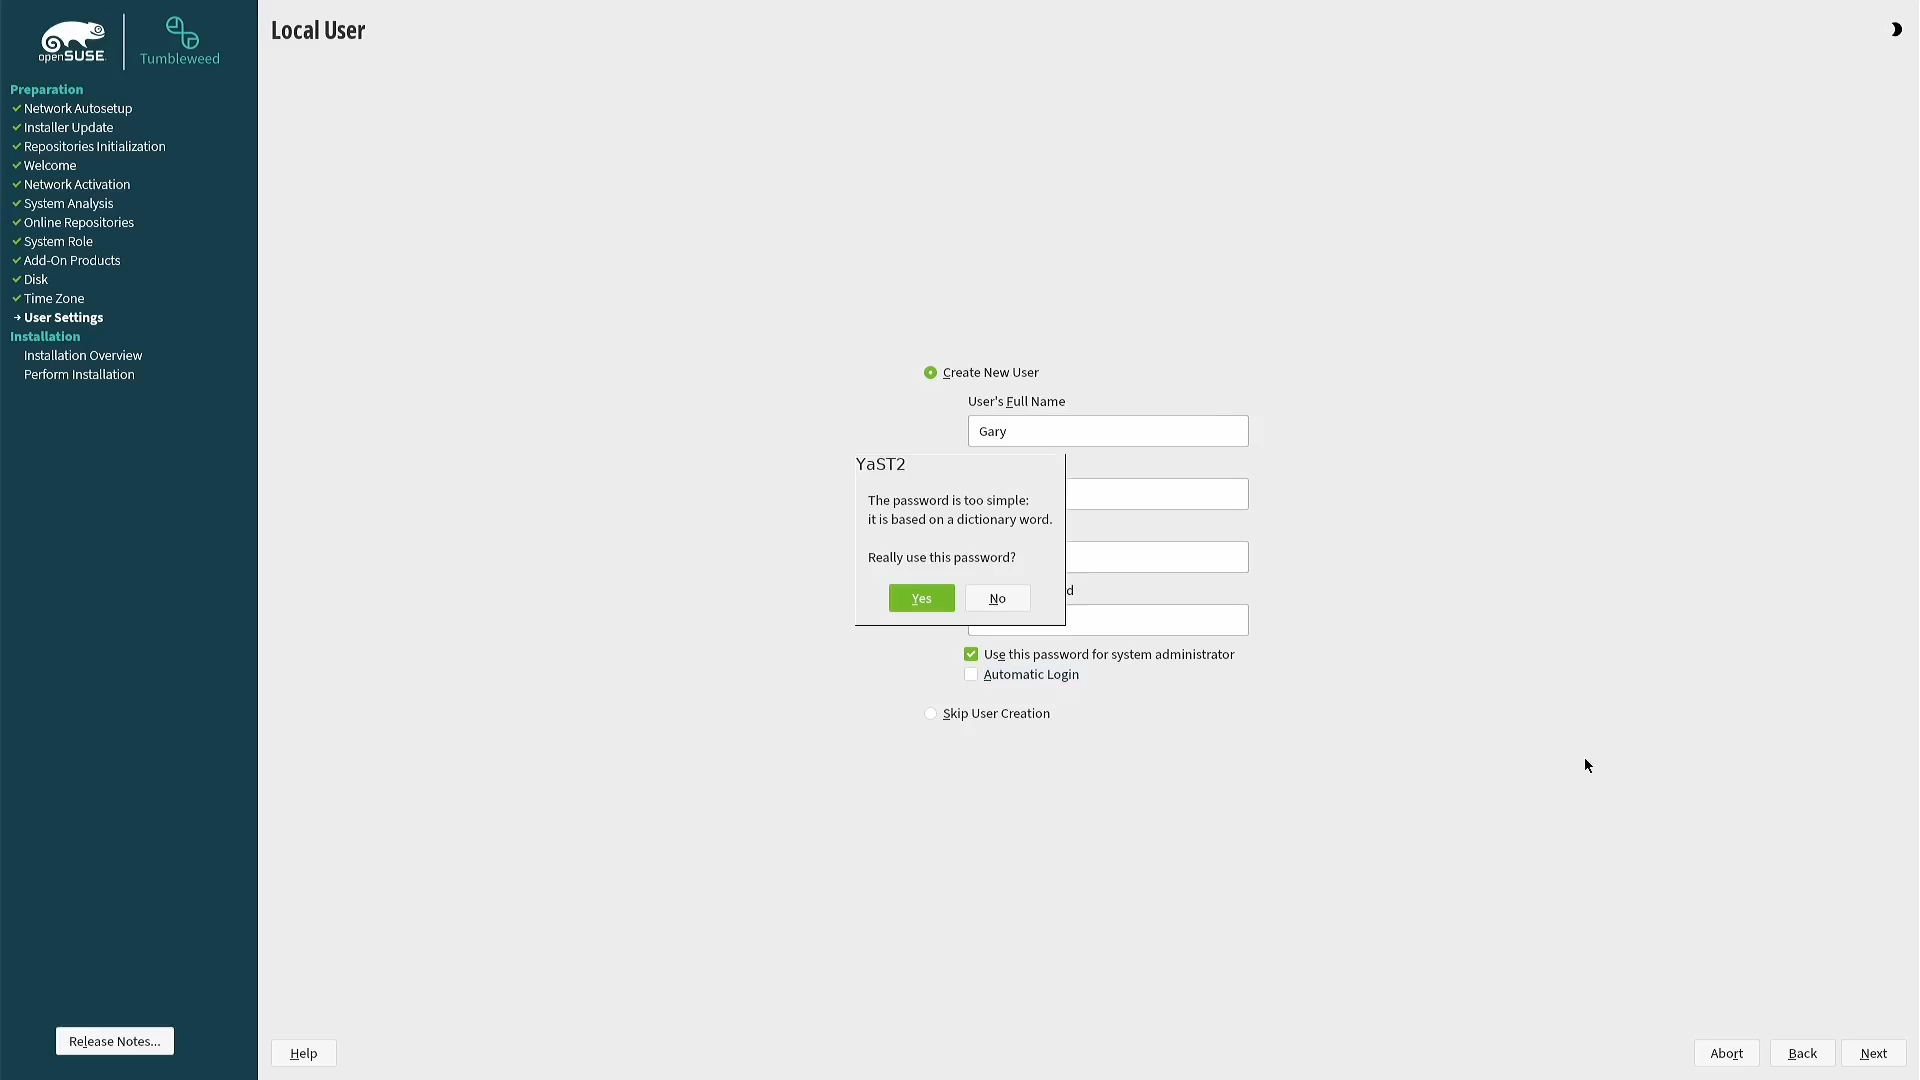 openSUSE
Tumbleweed
Preparation
Network Autosetup
Installer Update
Repositories Initialization
Welcome
Network Activation
System Analysis
Online Repositories
System Role
Add-On Products
Disk
Time Zone
User Settings
Installation
Installation Overview
Perform Installation
Release Notes...
Local User
Create New User
User's Full Name
Gary
YaST2
The password is too simple:
it is based on a dictionary word.
Really use this password?
Yes No
d
Use this password for system administrator
Automatic Login
Skip User Creation
Help Abort Back Next